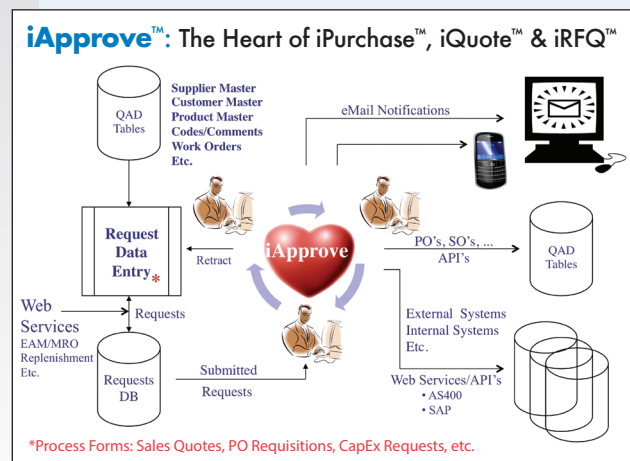 iApprove™: The Heart of iPurchase™, iQuote™ & iRFQ™
QAD
Tables
Supplier Master
Customer Master
Product Master
Codes/Comments
Work Orders
Etc.
eMail Notifications
Request
Data
Entry*
Retract
iApprove
PO's, SO's, ...
API's
QAD
Tables
Web
Services
EAM/MRO
Replenishment
Etc.
Requests
Requests
DB
Submitted
Requests
External Systems
Internal Systems
Etc.
Web Services/API's
• AS400
• SAP
*Process Forms: Sales Quotes, PO Requisitions, CapEx Requests, etc.